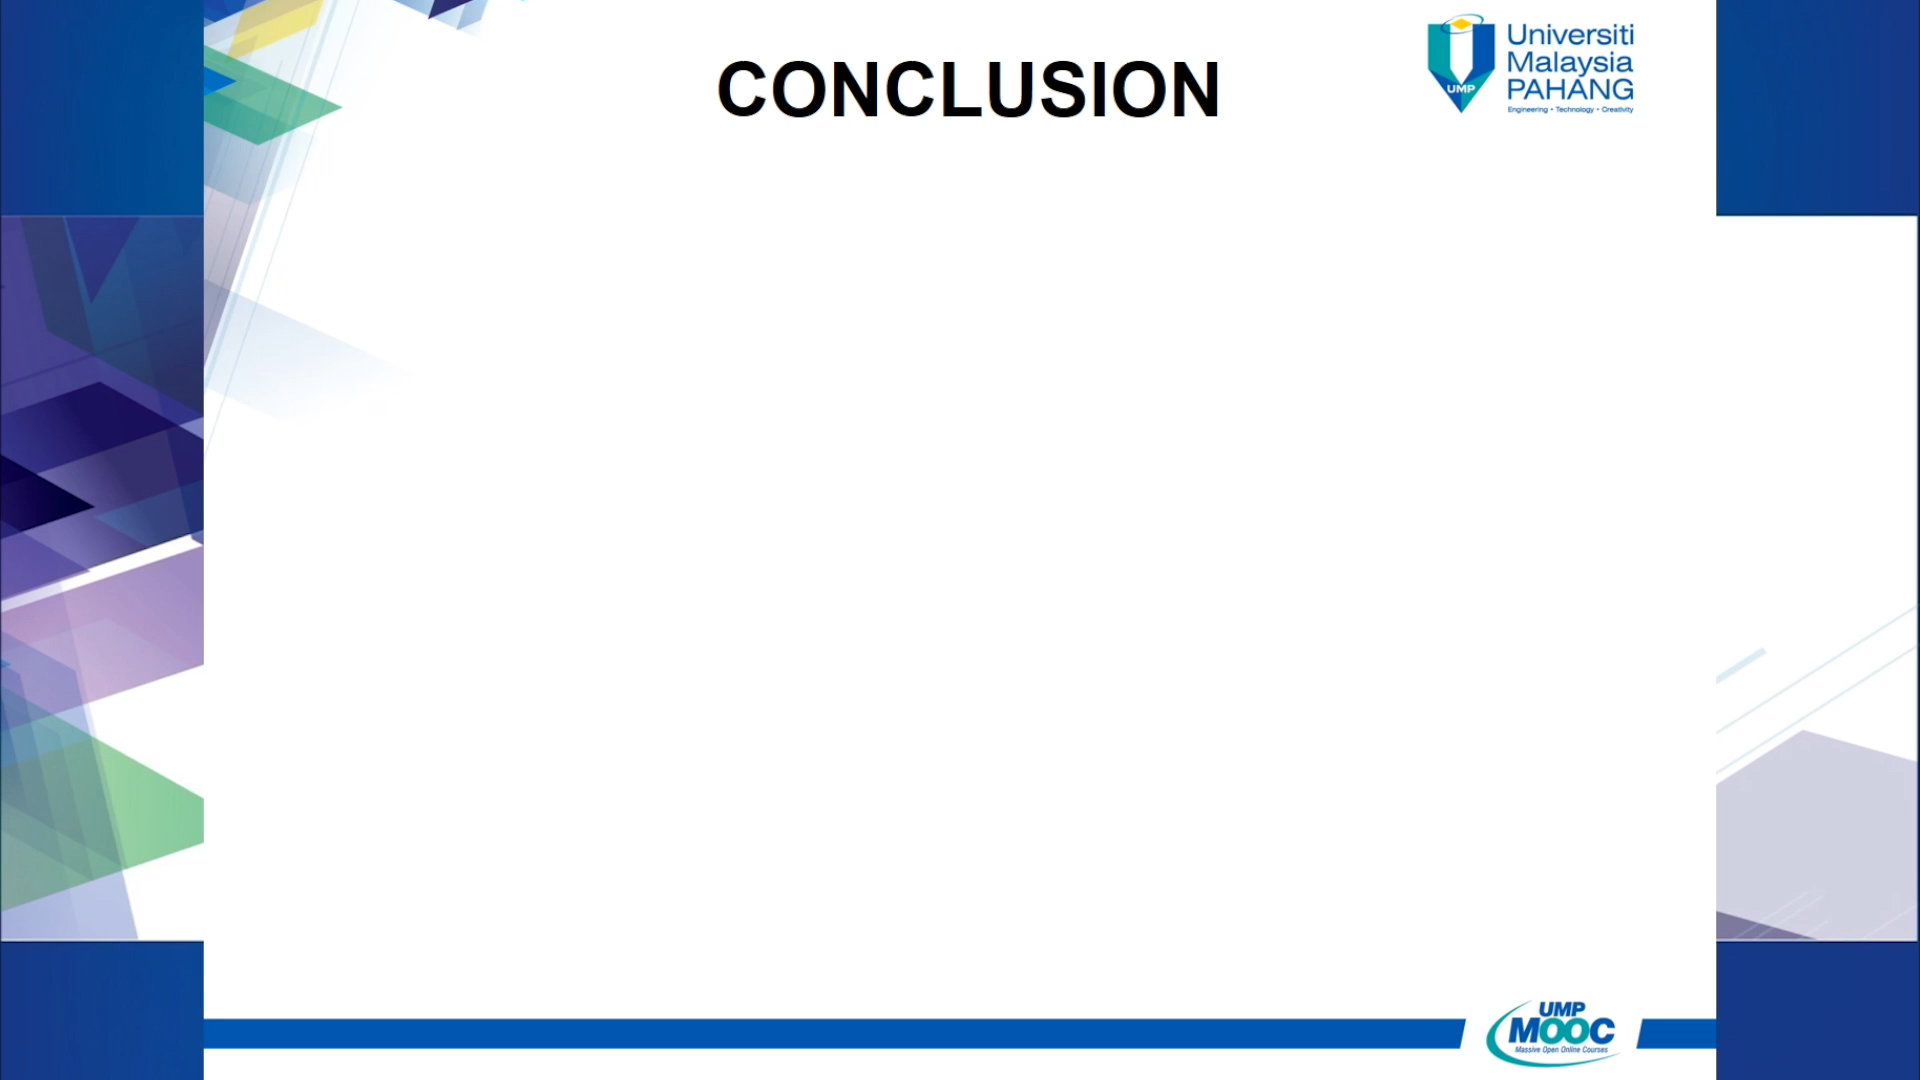 CONCLUSION
Universiti
Malaysia
PAHANG
Engineering • Technology • Creativity
UMP
UMP
MOOC
Massive Open Online Courses